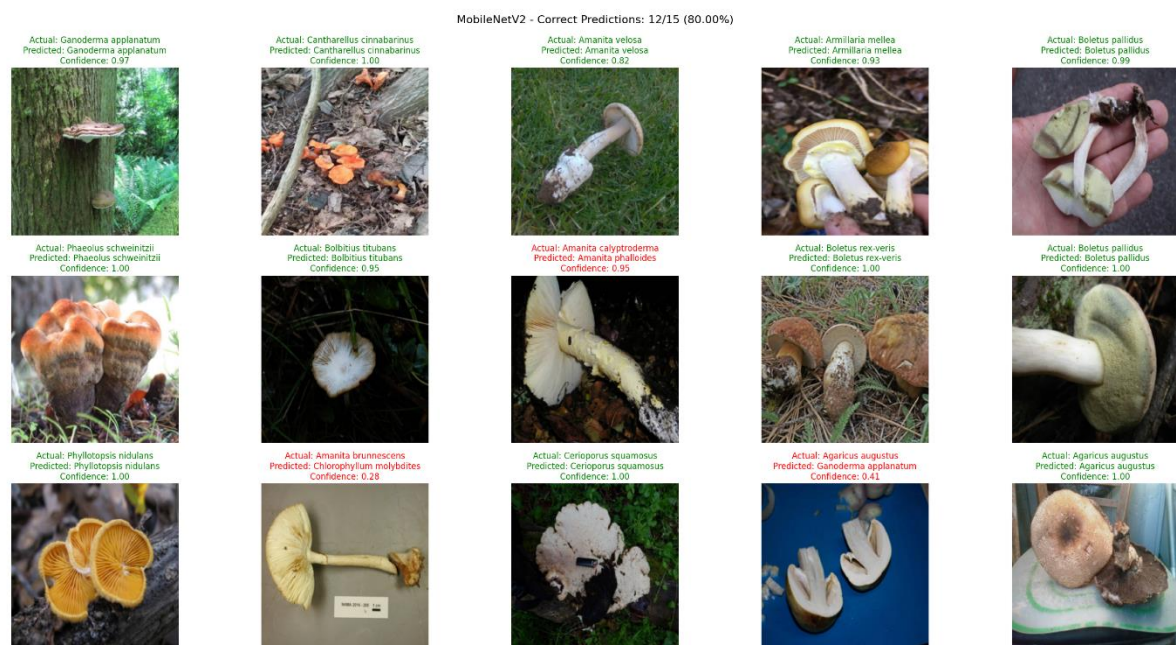 MobileNetV2 - Correct Predictions: 12/15 (80.00%)
Actual: Ganoderma applanatum
Predicted: Ganoderma applanatum
Confidence: 0.97
Actual: Cantharellus cinnabarinus
Predicted: Cantharellus cinnabarinus
Confidence: 1.00
Actual: Amanita velosa
Predicted: Amanita velosa
Confidence: 0.82
Actual: Armillaria mellea
Predicted: Armillaria mellea
Confidence: 0.93
Actual: Boletus pallidus
Predicted: Boletus pallidus
Confidence: 0.99
Actual: Phaeolus schweinitzii
Predicted: Phaeolus schweinitzii
Confidence: 1.00
Actual: Bolbitius titubans
Predicted: Bolbitius titubans
Confidence: 0.95
Actual: Amanita calyptroderma
Predicted: Amanita phalloides
Confidence: 0.95
Actual: Boletus rex-veris
Predicted: Boletus rex-veris
Confidence: 1.00
Actual: Boletus pallidus
Predicted: Boletus pallidus
Confidence: 1.00
Actual: Phyllotopsis nidulans
Predicted: Phyllotopsis nidulans
Confidence: 1.00
Actual: Amanita brunnescens
Predicted: Chlorophyllum molybdites
Confidence: 0.28
Actual: Cerioporus squamosus
Predicted: Cerioporus squamosus
Confidence: 1.00
Actual: Agaricus augustus
Predicted: Ganoderma applanatum
Confidence: 0.41
Actual: Agaricus augustus
Predicted: Agaricus augustus
Confidence: 1.00